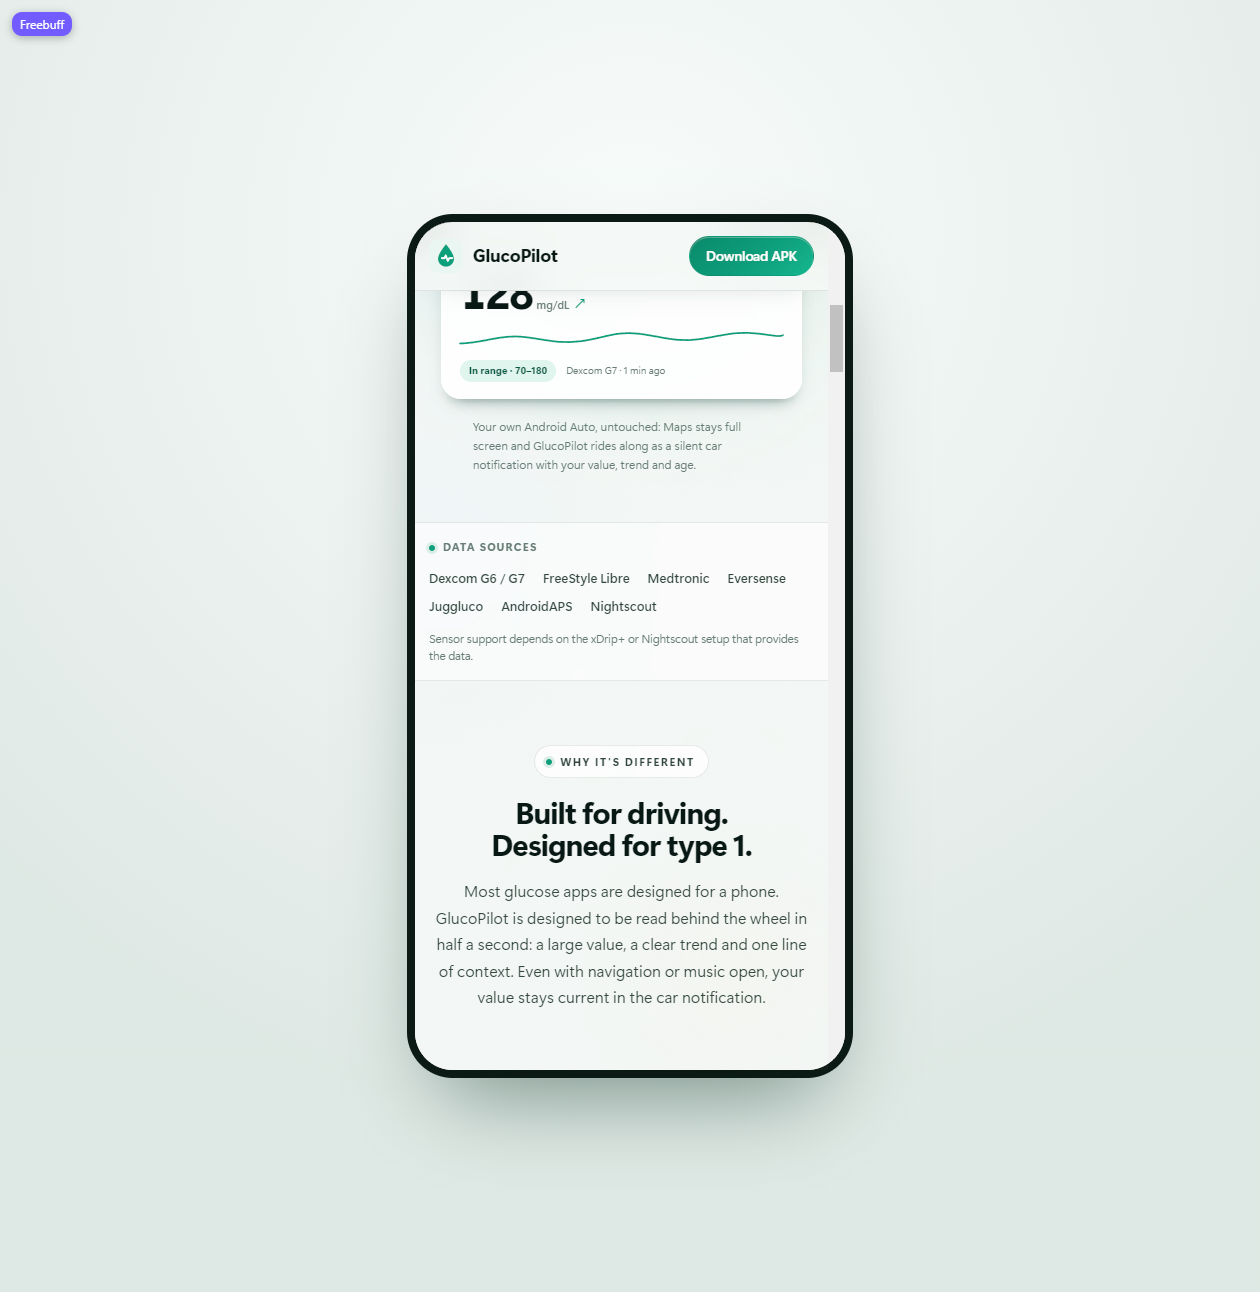 Freebuff
GlucoPilot
Download APK
128 mg/dL ↗
In range · 70–180
Dexcom G7 · 1 min ago
Your own Android Auto, untouched: Maps stays full
screen and GlucoPilot rides along as a silent car
notification with your value, trend and age.
DATA SOURCES
Dexcom G6 / G7 FreeStyle Libre Medtronic Eversense
Juggluco AndroidAPS Nightscout
Sensor support depends on the xDrip+ or Nightscout setup that provides
the data.
WHY IT'S DIFFERENT
Built for driving.
Designed for type 1.
Most glucose apps are designed for a phone.
GlucoPilot is designed to be read behind the wheel in
half a second: a large value, a clear trend and one line
of context. Even with navigation or music open, your
value stays current in the car notification.